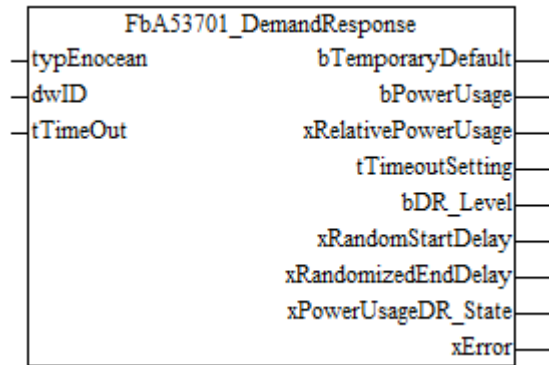 FbA53701_DemandResponse
typEnocean bTemporaryDefault
dwID bPowerUsage
tTimeOut xRelativePowerUsage
tTimeoutSetting
bDR_Level
xRandomStartDelay
xRandomizedEndDelay
xPowerUsageDR_State
xError